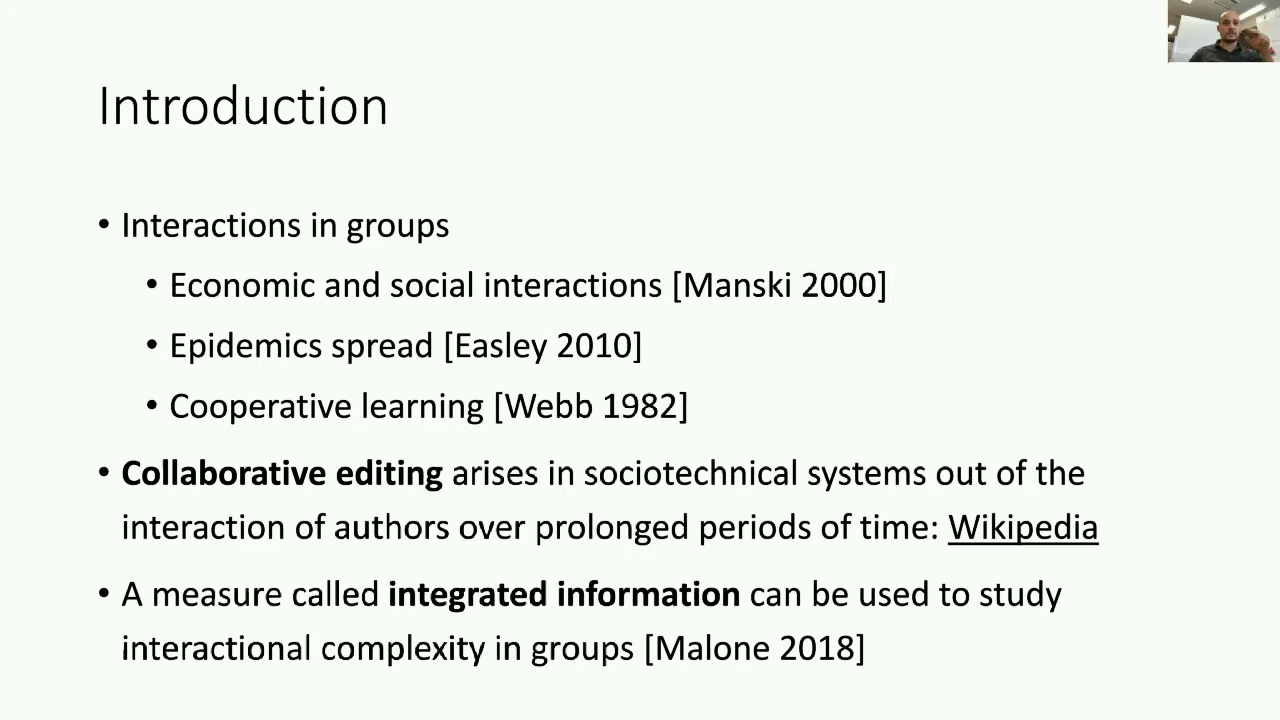 Introduction
• Interactions in groups
• Economic and social interactions [Manski 2000]
• Epidemics spread [Easley 2010]
• Cooperative learning [Webb 1982]
• Collaborative editing arises in sociotechnical systems out of the
interaction of authors over prolonged periods of time: Wikipedia
• A measure called integrated information can be used to study
interactional complexity in groups [Malone 2018]